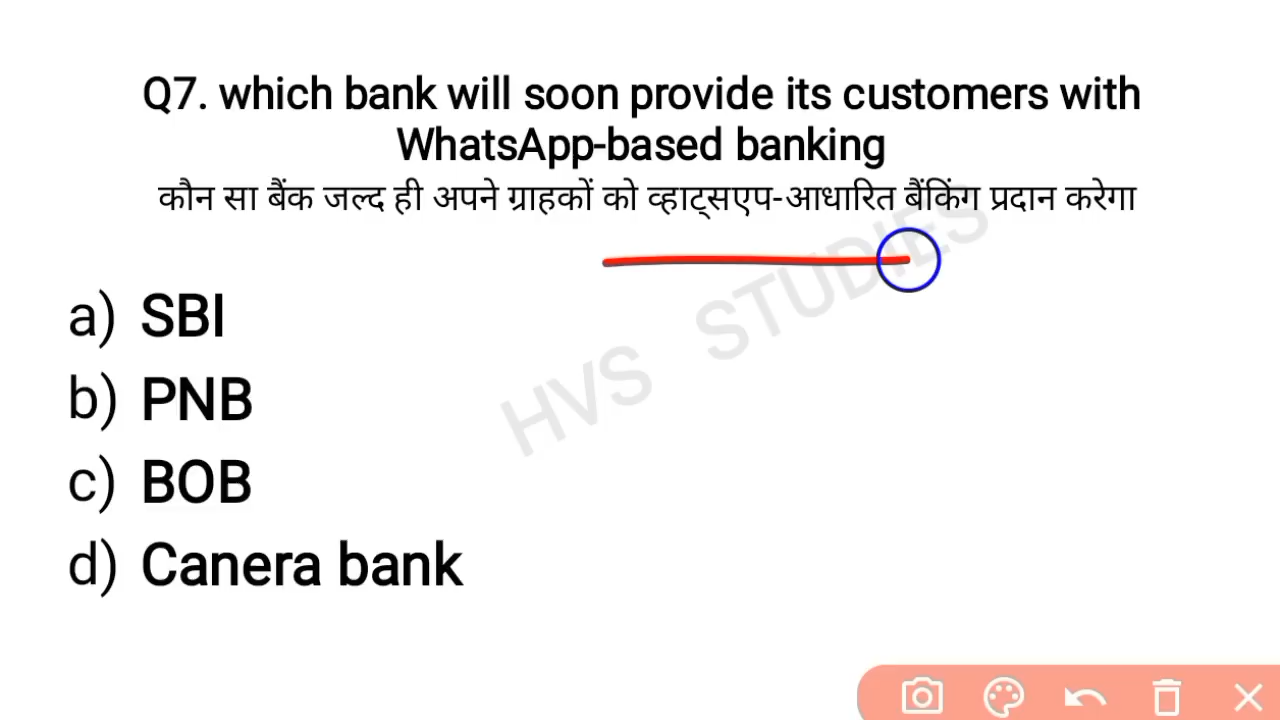 Q7. which bank will soon provide its customers with
WhatsApp-based banking
कौन सा बैंक जल्द ही अपने ग्राहकों को व्हाट्सएप-आधारित बैंकिंग प्रदान करेगा
HVS STUDIES
a) SBI
b) PNB
c) BOB
d) Canera bank